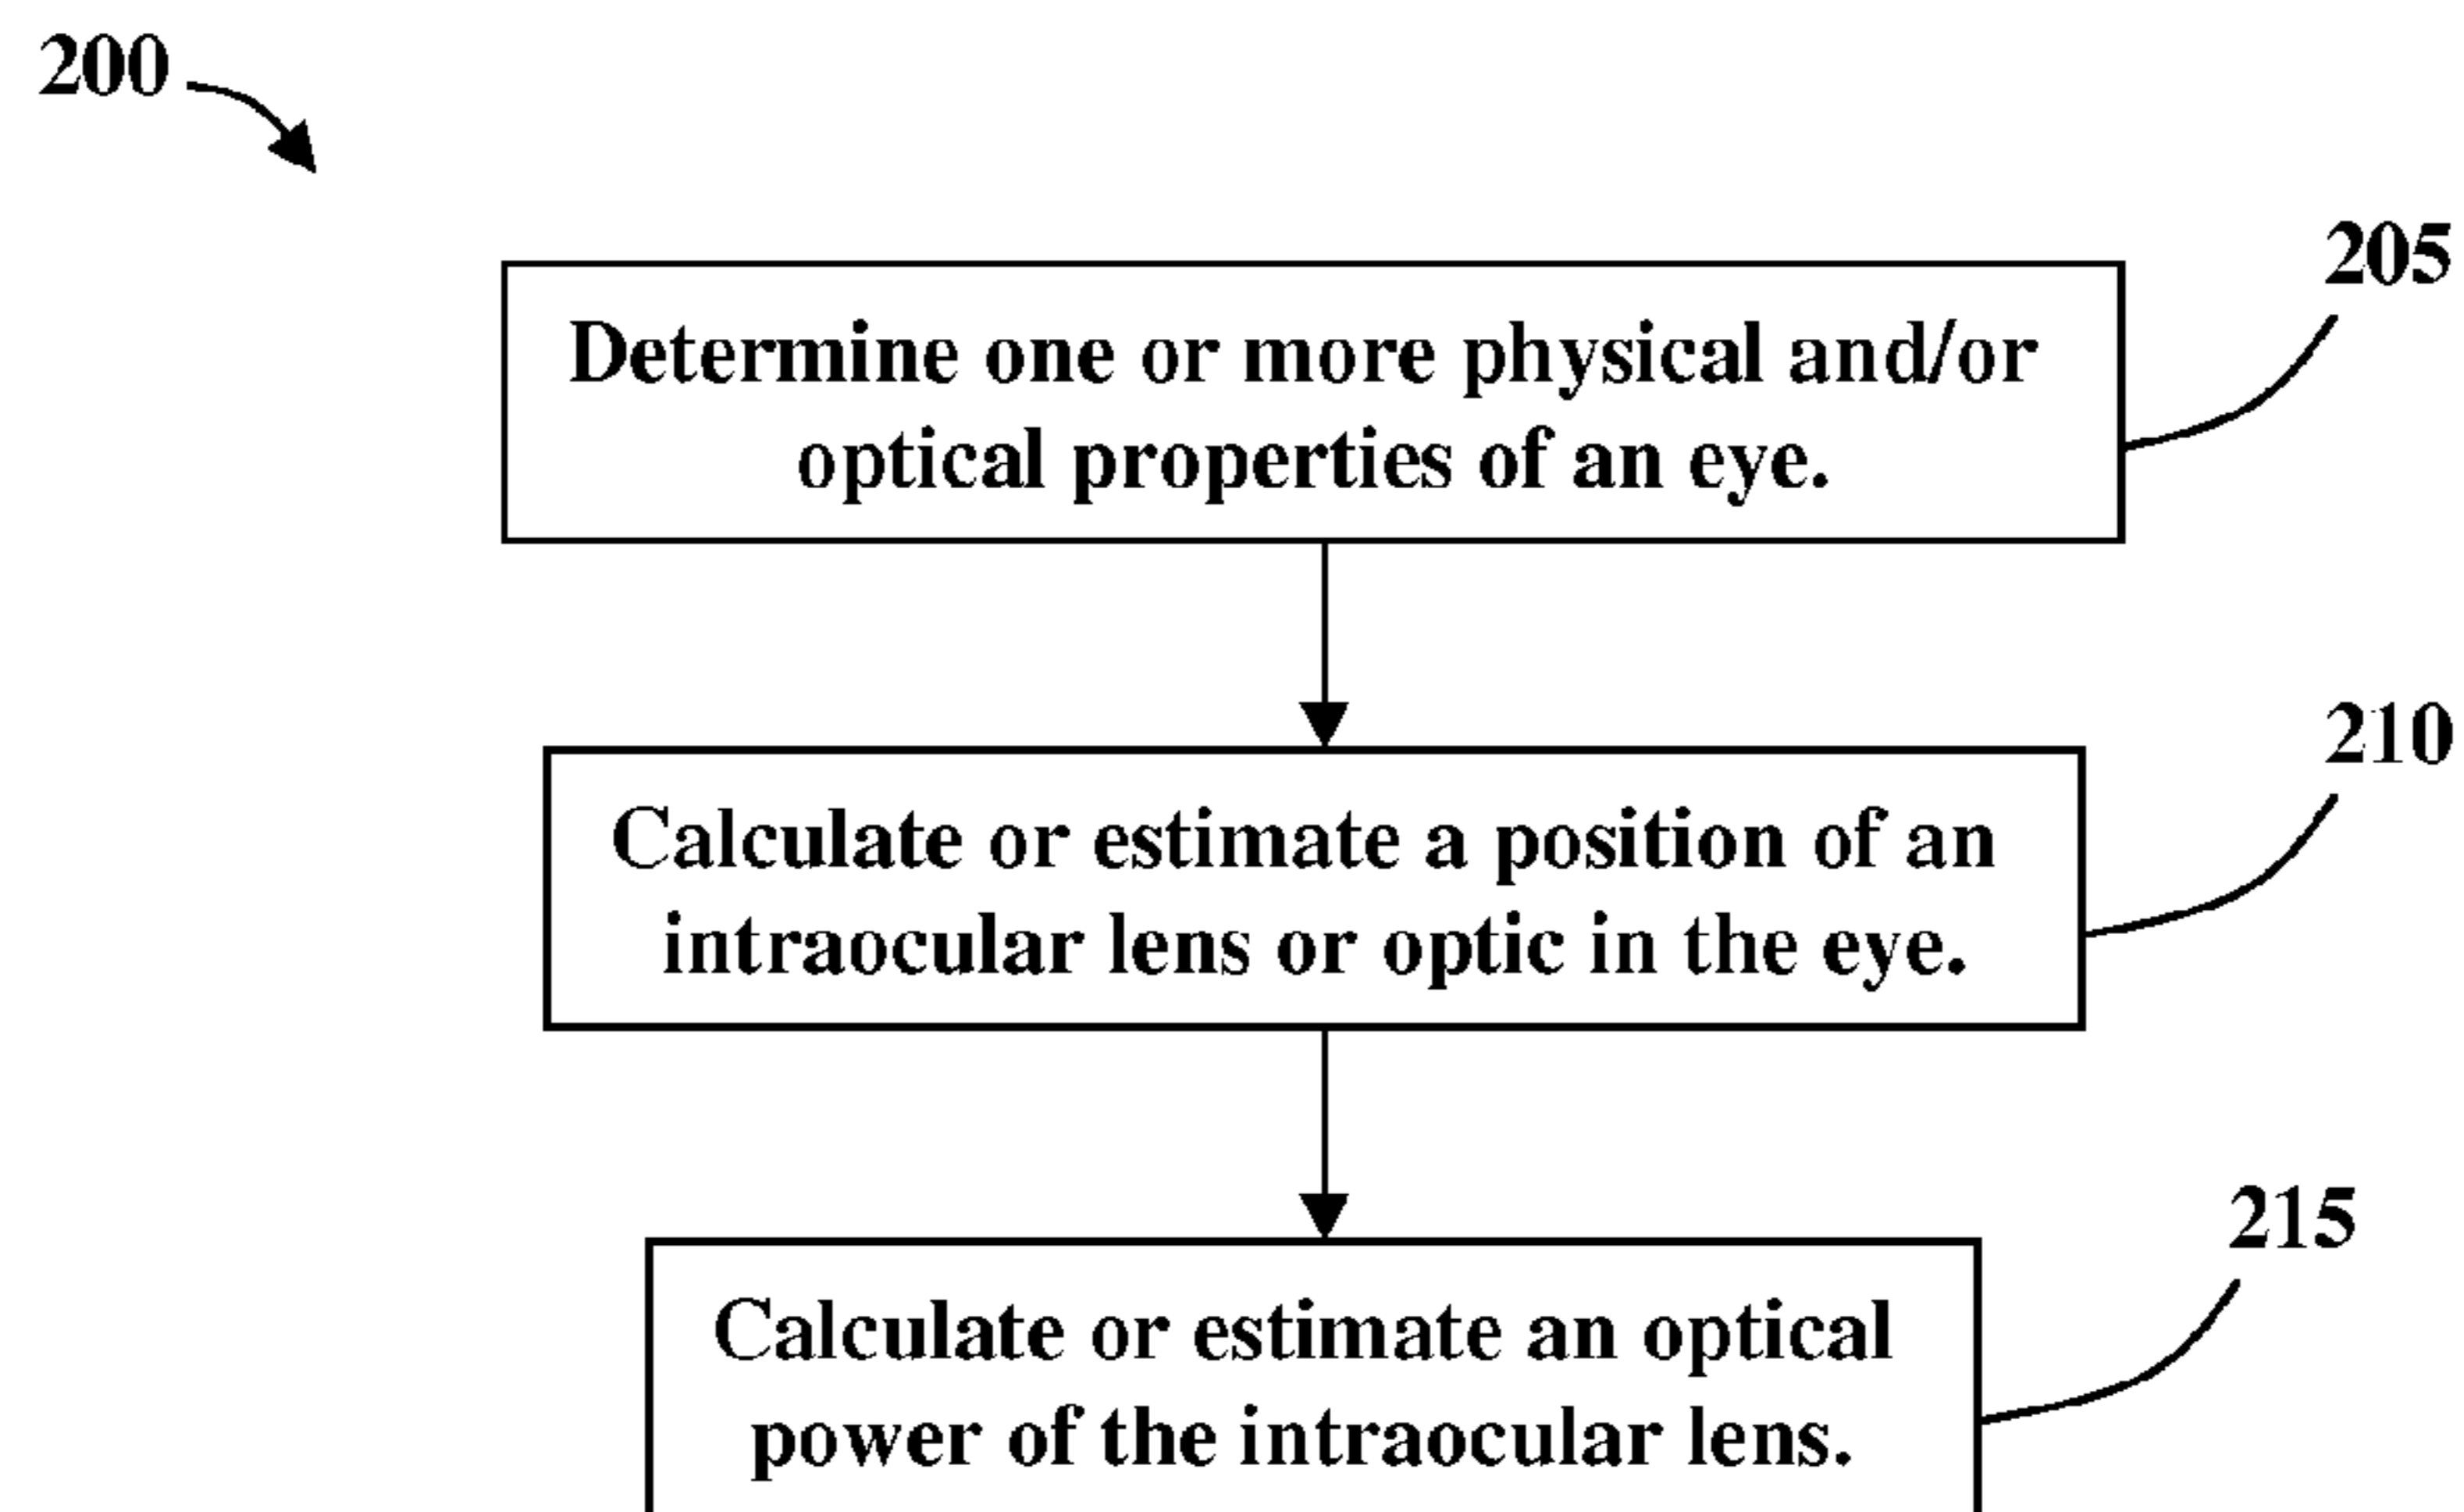 200
205
Determine one or more physical and/or
optical properties of an eye.
210
Calculate or estimate a position of an
intraocular lens or optic in the eye.
215
Calculate or estimate an optical
power of the intraocular lens.